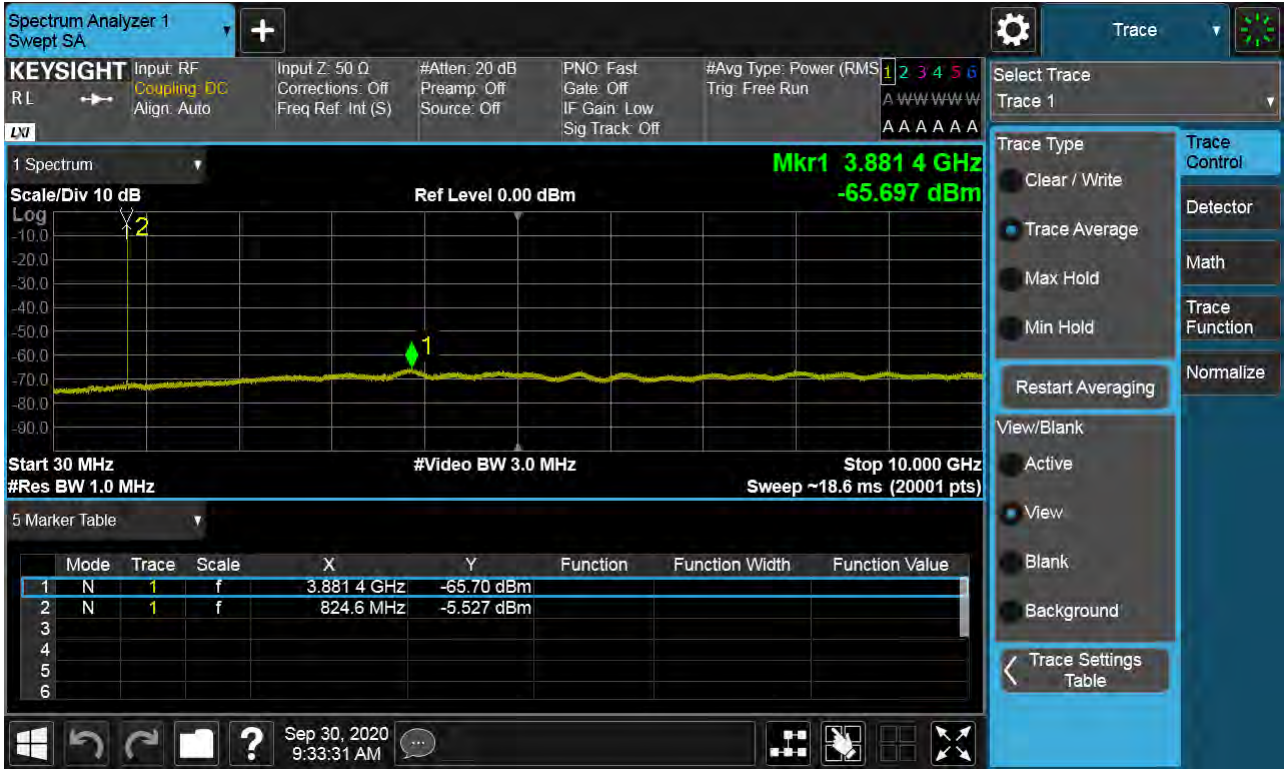 Spectrum Analyzer 1
Swept SA
+
Trace
KEYSIGHT Input: RF Input Z: 50 Ω #Atten: 20 dB PNO: Fast #Avg Type: Power (RMS 1 2 3 4 5 6
RL Coupling: DC Corrections: Off Preamp: Off Gate: Off Trig: Free Run A W W W W W
Align: Auto Freq Ref: Int (S) Source: Off IF Gain: Low
LXI Sig Track: Off A A A A A A
1 Spectrum
Mkr1 3.881 4 GHz
Scale/Div 10 dB Ref Level 0.00 dBm -65.697 dBm
Log
-10.0
-20.0
-30.0
-40.0
-50.0
-60.0
-70.0
-80.0
-90.0
2
1
Start 30 MHz #Video BW 3.0 MHz Stop 10.000 GHz
#Res BW 1.0 MHz Sweep ~18.6 ms (20001 pts)
5 Marker Table
Mode Trace Scale X Y Function Function Width Function Value
1 N 1 f 3.881 4 GHz -65.70 dBm
2 N 1 f 824.6 MHz -5.527 dBm
3
4
5
6
Select Trace
Trace 1
Trace Type
Clear / Write
Trace Average
Max Hold
Min Hold
Restart Averaging
View/Blank
Active
View
Blank
Background
Trace Settings
Table
Trace
Control
Detector
Math
Trace
Function
Normalize
?
Sep 30, 2020
9:33:31 AM